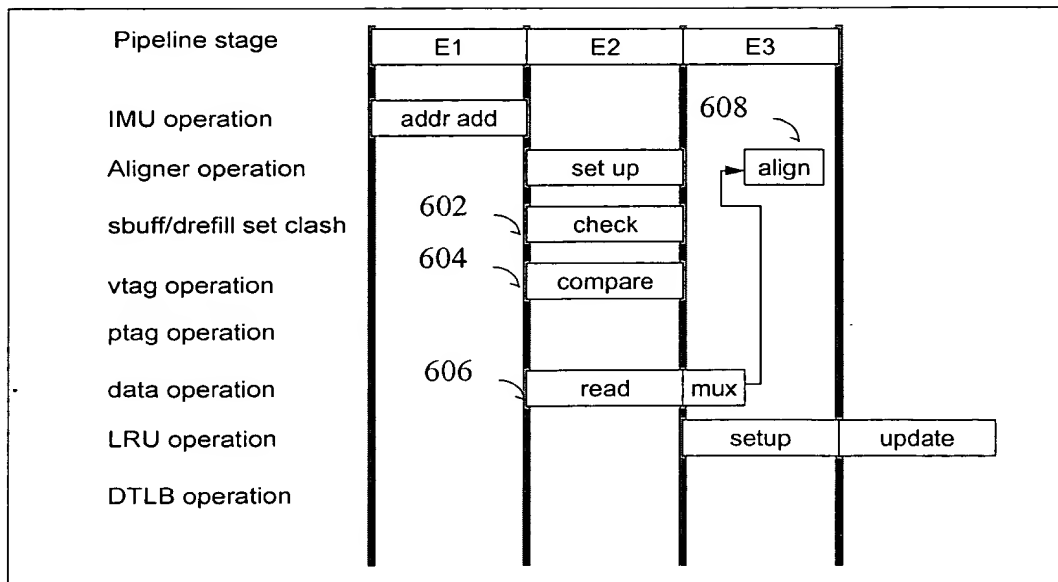 Pipeline stage E1 E2 E3
IMU operation addr add
608
Aligner operation set up align
602
sbuff/drefill set clash check
604
vtag operation compare
ptag operation
606
data operation read mux
LRU operation setup update
DTLB operation